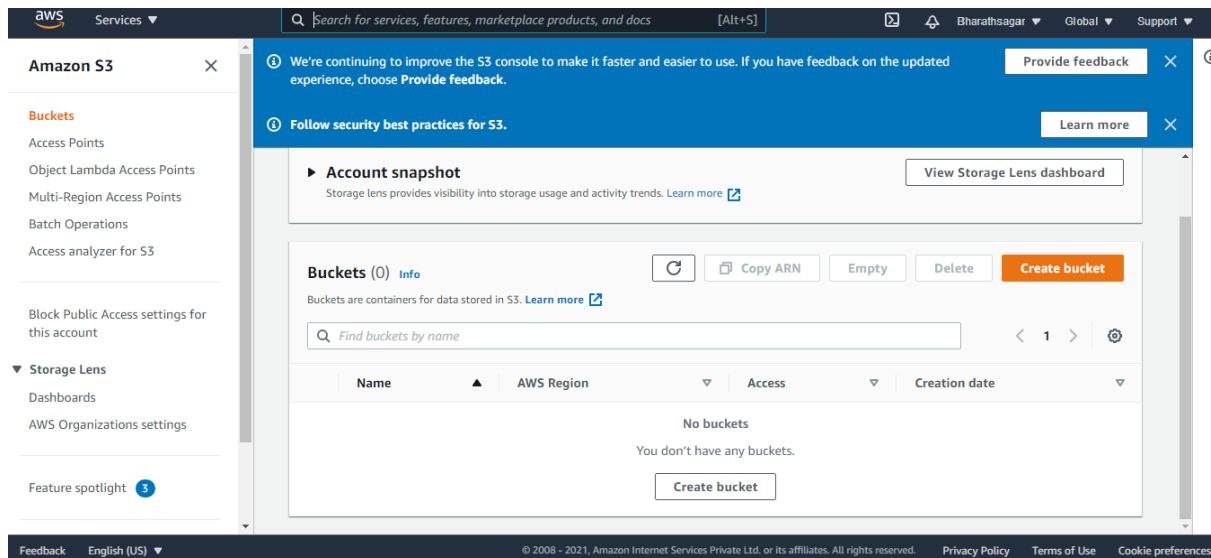 aws Services ▼ Search for services, features, marketplace products, and docs [Alt+S] Bharathsagar ▼ Global ▼ Support ▼
Amazon S3
Buckets
Access Points
Object Lambda Access Points
Multi-Region Access Points
Batch Operations
Access analyzer for S3
Block Public Access settings for
this account
▼ Storage Lens
Dashboards
AWS Organizations settings
Feature spotlight 3
We're continuing to improve the S3 console to make it faster and easier to use. If you have feedback on the updated
experience, choose Provide feedback.
Provide feedback
Follow security best practices for S3.
Learn more
Account snapshot
Storage lens provides visibility into storage usage and activity trends. Learn more
View Storage Lens dashboard
Buckets (0) Info
Copy ARN Empty Delete Create bucket
Buckets are containers for data stored in S3. Learn more
Find buckets by name
1
Name AWS Region Access Creation date
No buckets
You don't have any buckets.
Create bucket
Feedback English (US) ▼ © 2008 - 2021, Amazon Internet Services Private Ltd. or its affiliates. All rights reserved. Privacy Policy Terms of Use Cookie preferences